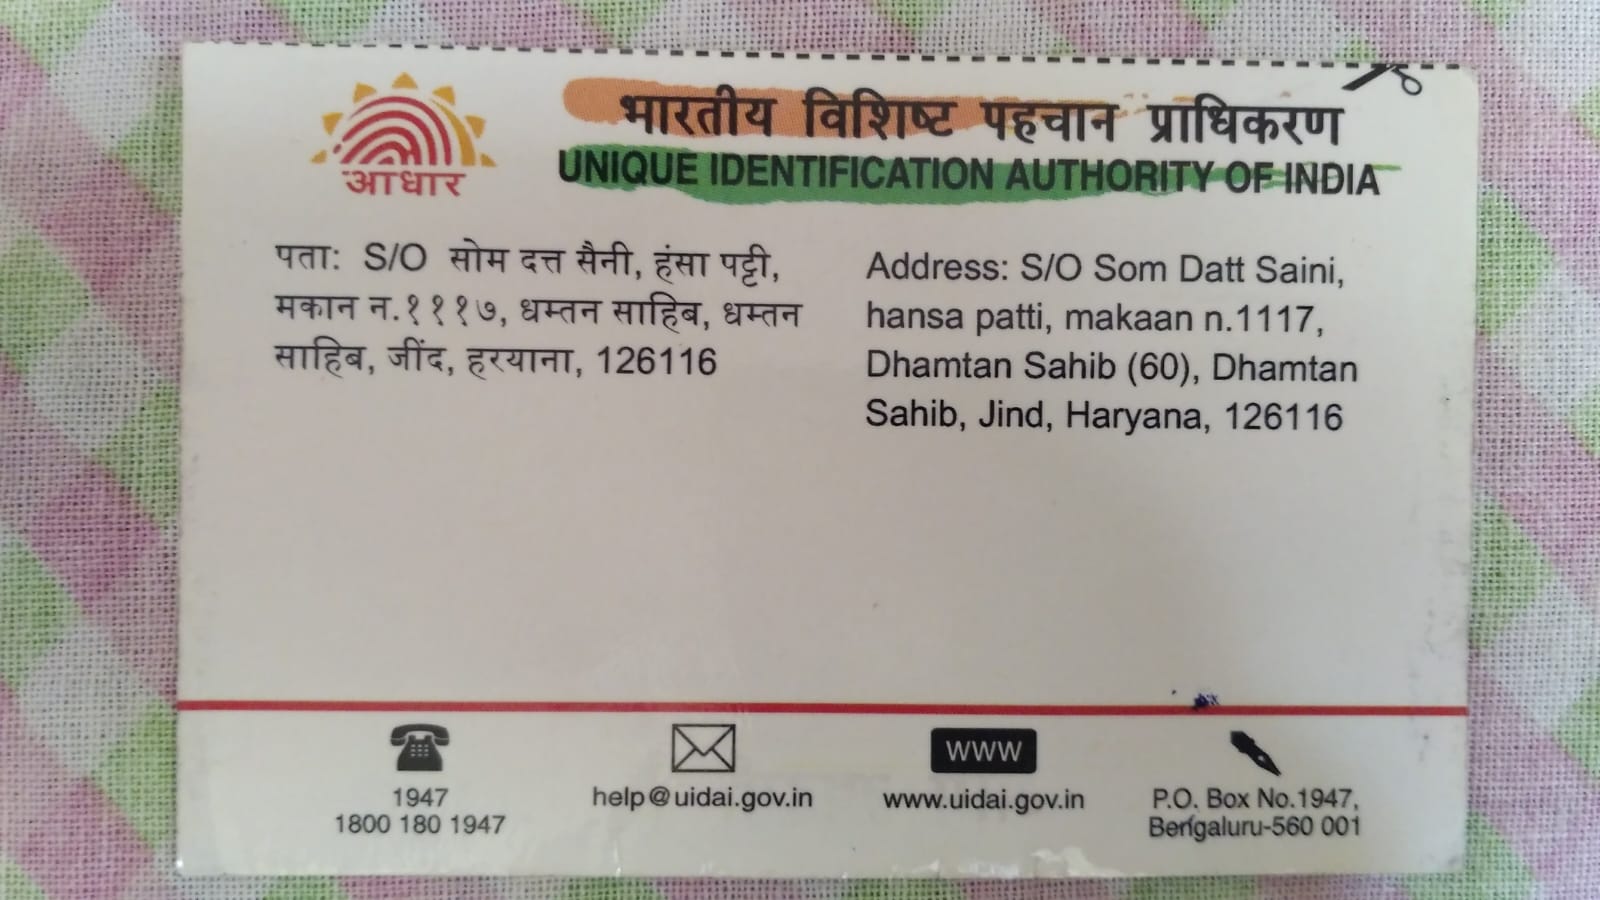 आधार
भारतीय विशिष्ट पहचान प्राधिकरण
UNIQUE IDENTIFICATION AUTHORITY OF INDIA
पता: S/O सोम दत्त सैनी, हंसा पट्टी,
मकान न.१११७, धम्तन साहिब, धम्तन
साहिब, जींद, हरयाना, 126116
Address: S/O Som Datt Saini,
hansa patti, makaan n.1117,
Dhamtan Sahib (60), Dhamtan
Sahib, Jind, Haryana, 126116
1947
1800 180 1947
help@uidai.gov.in
www
www.uidai.gov.in
P.O. Box No.1947,
Bengaluru-560 001